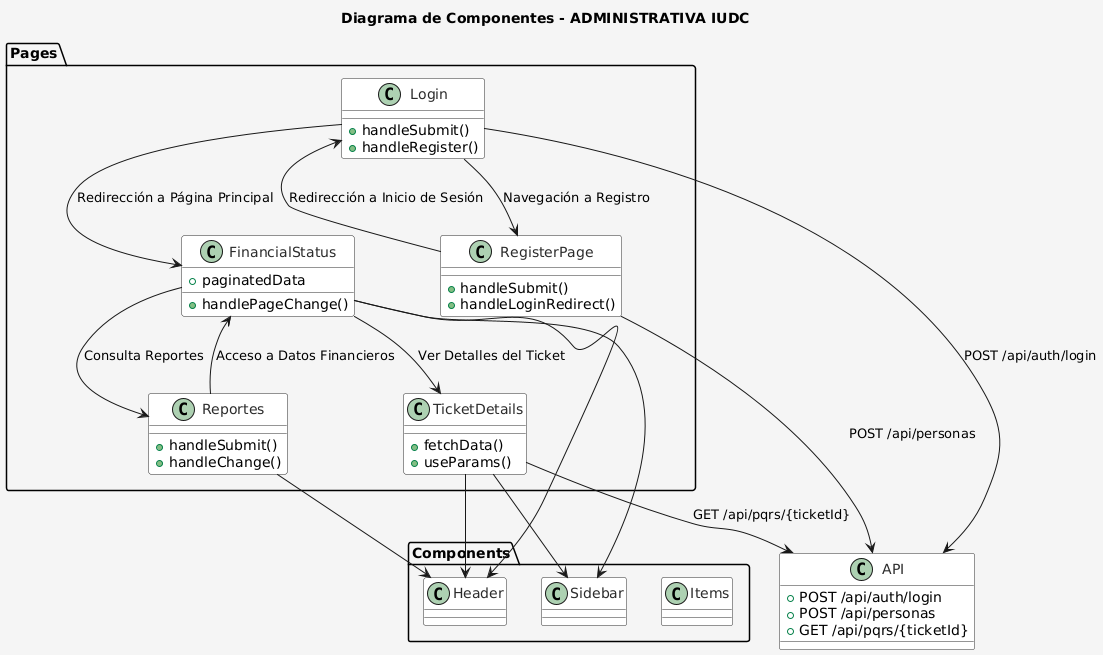 Diagrama de Componentes - ADMINISTRATIVA IUDC
Pages
C Login
handleSubmit()
handleRegister()
Redirección a Página Principal
Redirección a Inicio de Sesión
Navegación a Registro
C FinancialStatus
paginatedData
handlePageChange()
C RegisterPage
handleSubmit()
handleLoginRedirect()
Consulta Reportes
Acceso a Datos Financieros
Ver Detalles del Ticket
POST /api/auth/login
C Reportes
handleSubmit()
handleChange()
C TicketDetails
fetchData()
useParams()
POST /api/personas
GET /api/pqrs/{ticketId}
Components
C Header
C Sidebar
C Items
C API
POST /api/auth/login
POST /api/personas
GET /api/pqrs/{ticketId}